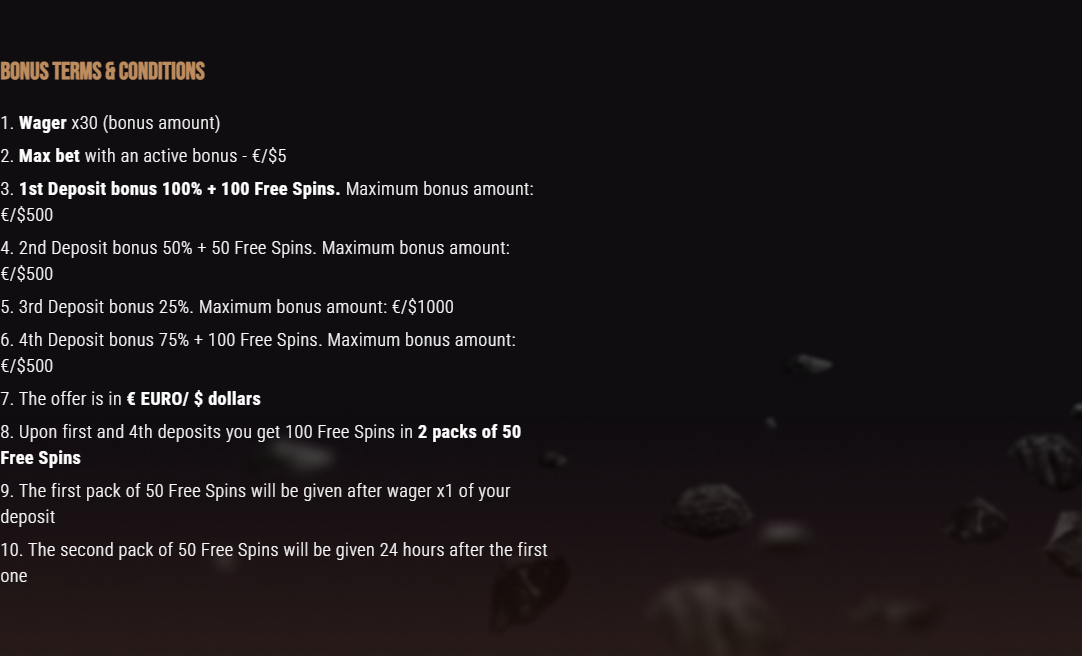 BONUS TERMS & CONDITIONS
1. Wager x30 (bonus amount)
2. Max bet with an active bonus - €/$5
3. 1st Deposit bonus 100% + 100 Free Spins. Maximum bonus amount:
€/$500
4. 2nd Deposit bonus 50% + 50 Free Spins. Maximum bonus amount:
€/$500
5. 3rd Deposit bonus 25%. Maximum bonus amount: €/$1000
6. 4th Deposit bonus 75% + 100 Free Spins. Maximum bonus amount:
€/$500
7. The offer is in € EURO/ $ dollars
8. Upon first and 4th deposits you get 100 Free Spins in 2 packs of 50
Free Spins
9. The first pack of 50 Free Spins will be given after wager x1 of your
deposit
10. The second pack of 50 Free Spins will be given 24 hours after the first
one